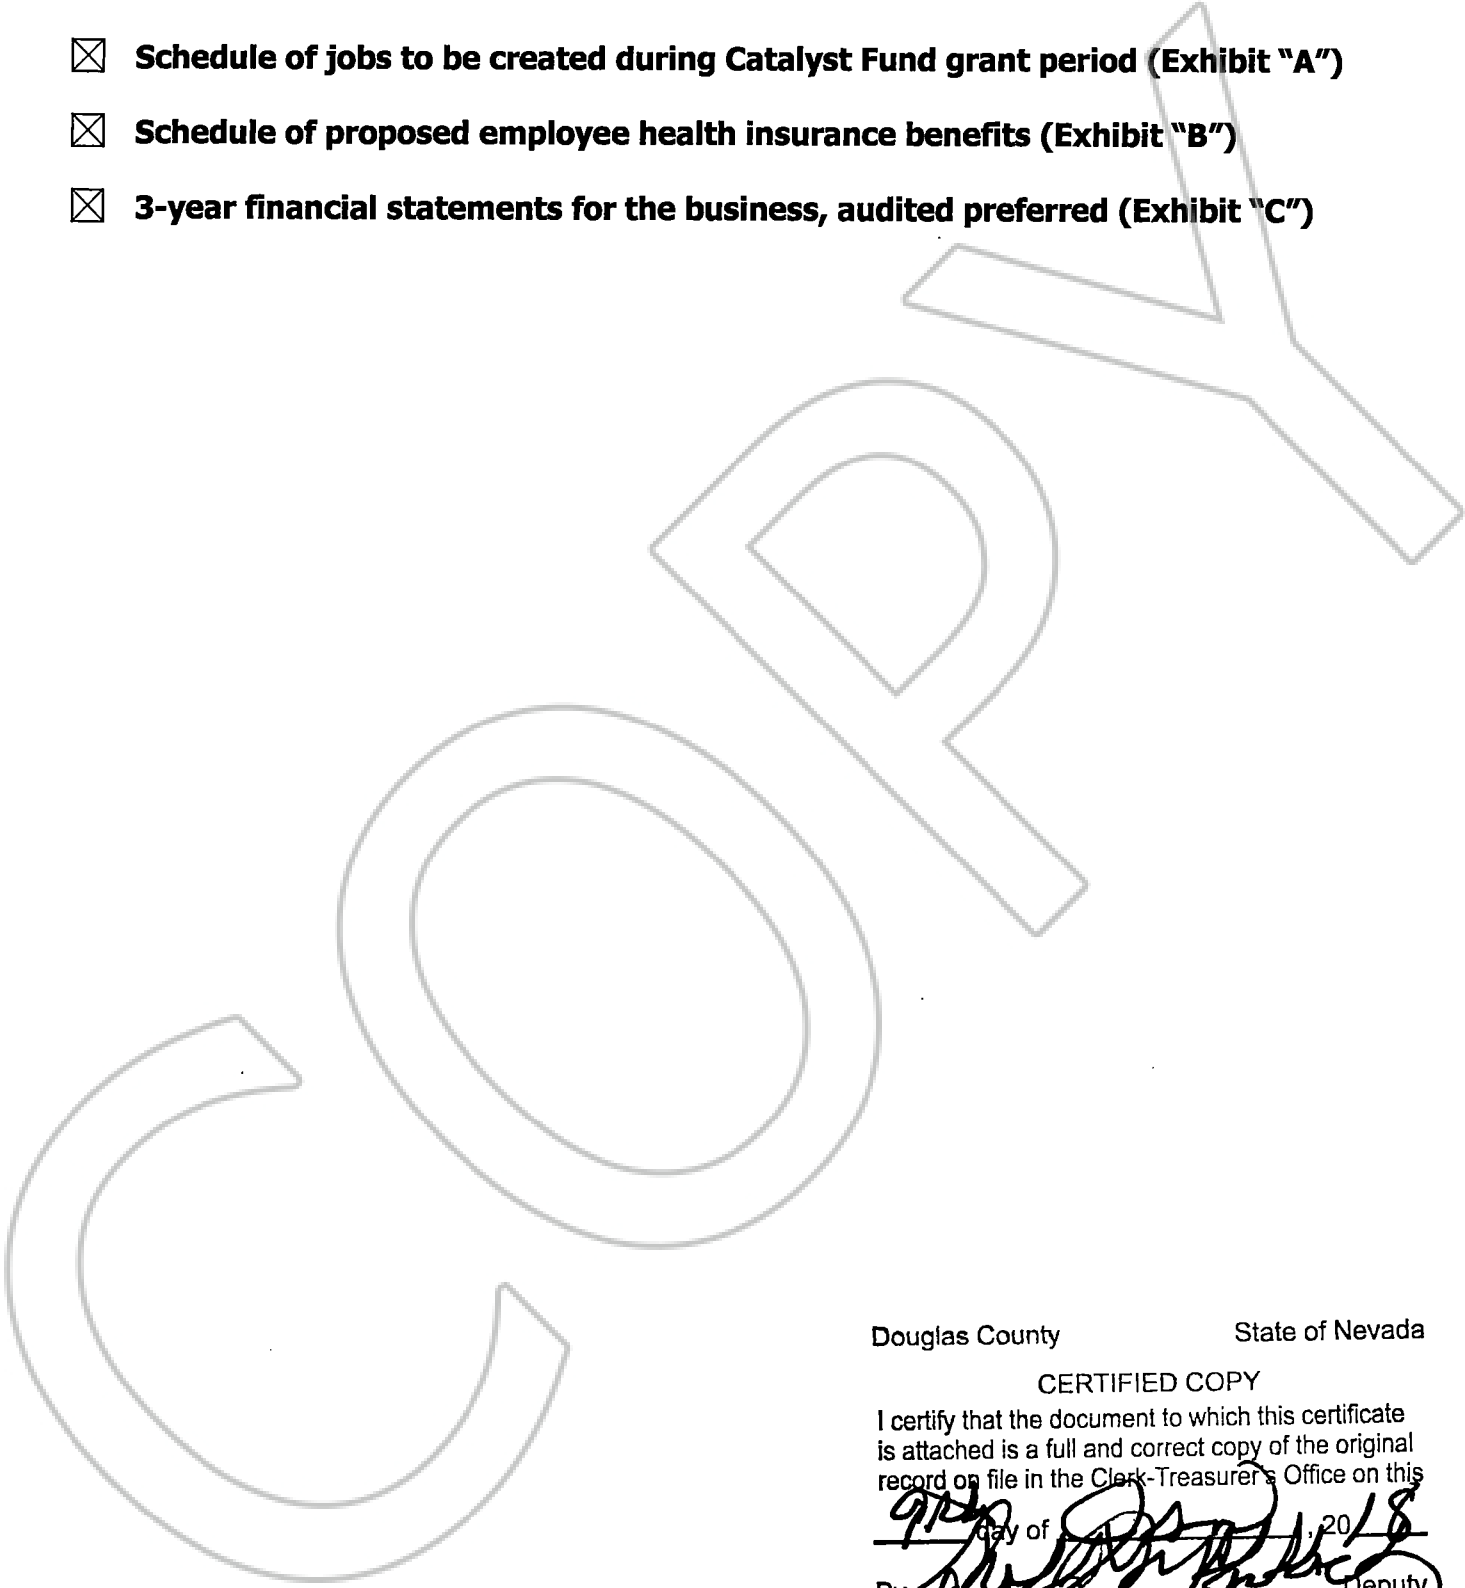 ☒ Schedule of jobs to be created during Catalyst Fund grant period (Exhibit “A”)
☒ Schedule of proposed employee health insurance benefits (Exhibit “B”)
☒ 3-year financial statements for the business, audited preferred (Exhibit “C”)
COPY
Douglas County State of Nevada
CERTIFIED COPY
I certify that the document to which this certificate
is attached is a full and correct copy of the original
record on file in the Clerk-Treasurer's Office on this
9th day of , 2018
By Deputy